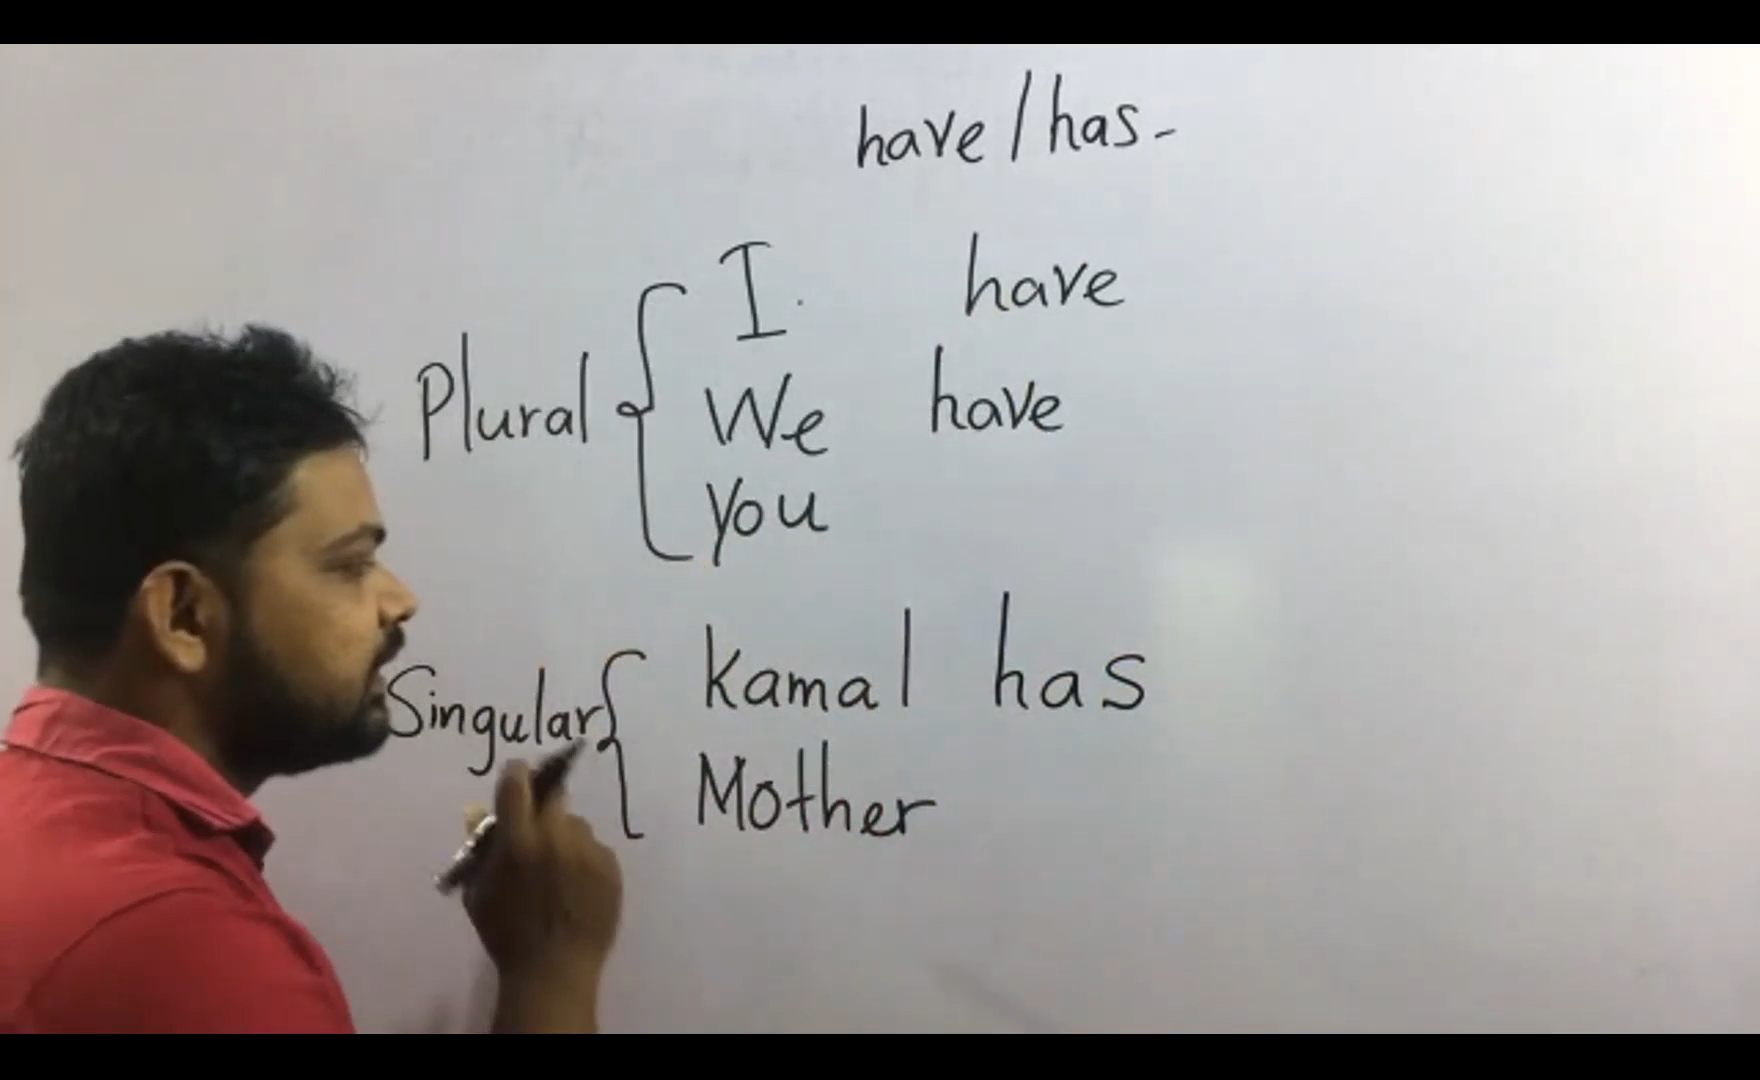 have / has -
I. have
Plural { We have
You
Kamal has
Singular {
Mother